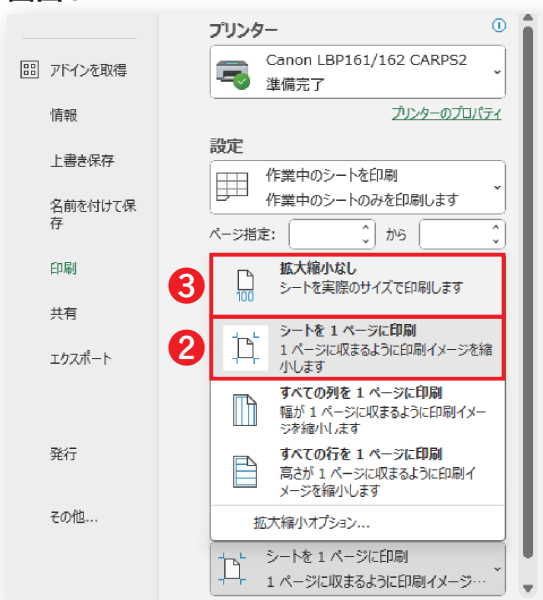 プリンター
アドインを取得
Canon LBP161/162 CARPS2
準備完了
情報
プリンターのプロパティ
設定
上書き保存
作業中のシートを印刷
作業中のシートのみを印刷します
名前を付けて保
存
ページ指定:
から
印刷
3
拡大縮小なし
シートを実際のサイズで印刷します
100
共有
2
シートを 1 ページに印刷
1 ページに収まるように印刷イメージを縮
小します
エクスポート
すべての列を 1 ページに印刷
幅が 1 ページに収まるように印刷イメー
ジを縮小します
発行
すべての行を 1 ページに印刷
高さが 1 ページに収まるように印刷イ
メージを縮小します
その他...
拡大縮小オプション...
シートを 1 ページに印刷
1 ページに収まるように印刷イメージ…